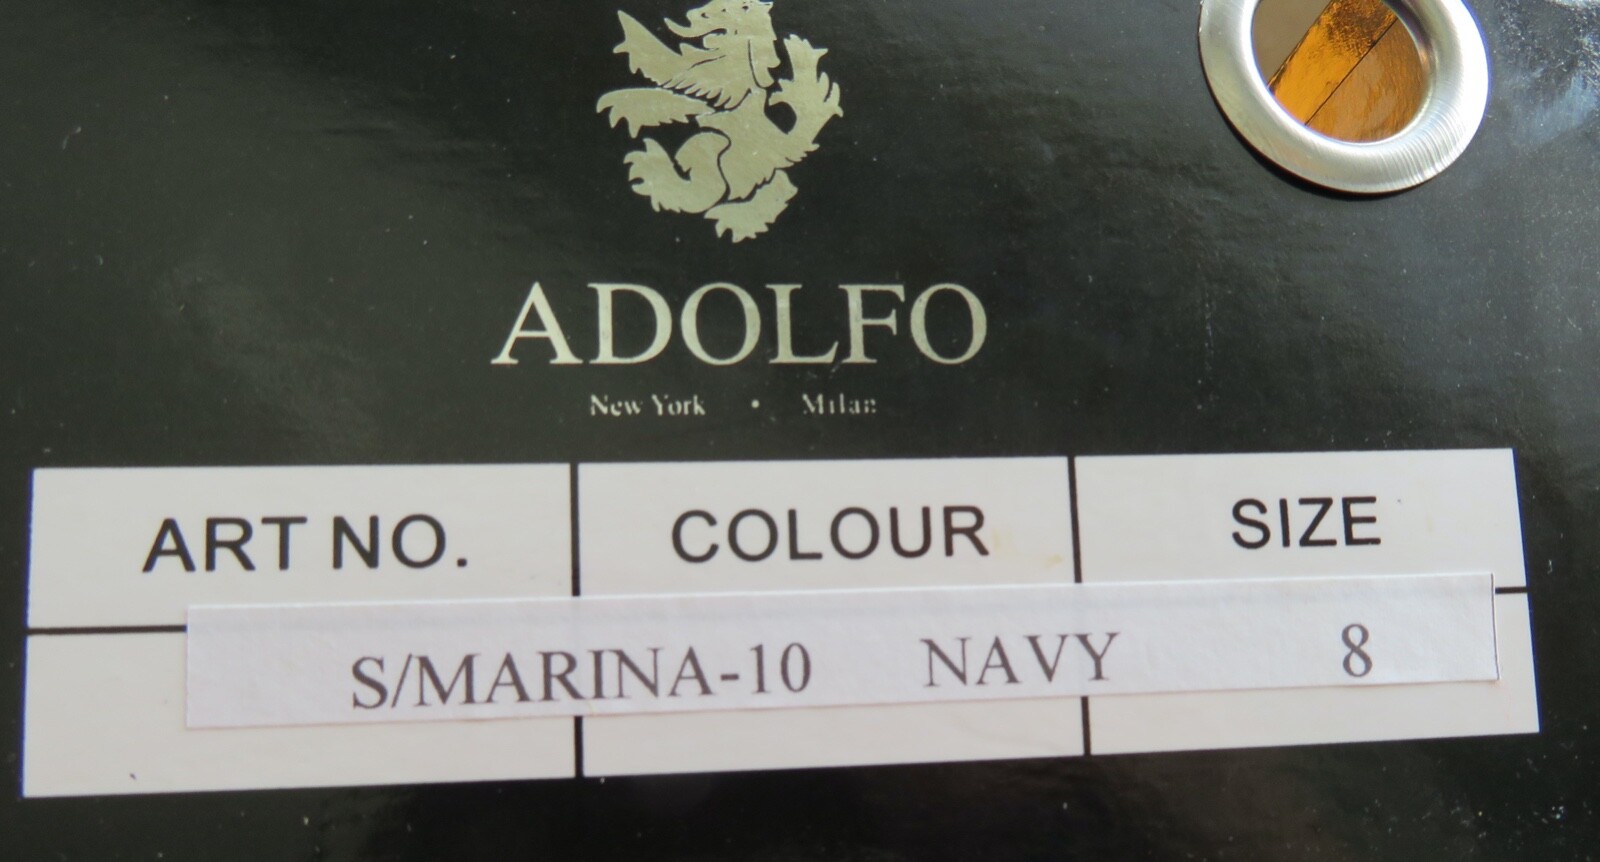 ADOLFO
New York • Milan
ART NO. COLOUR SIZE
S/MARINA-10 NAVY 8